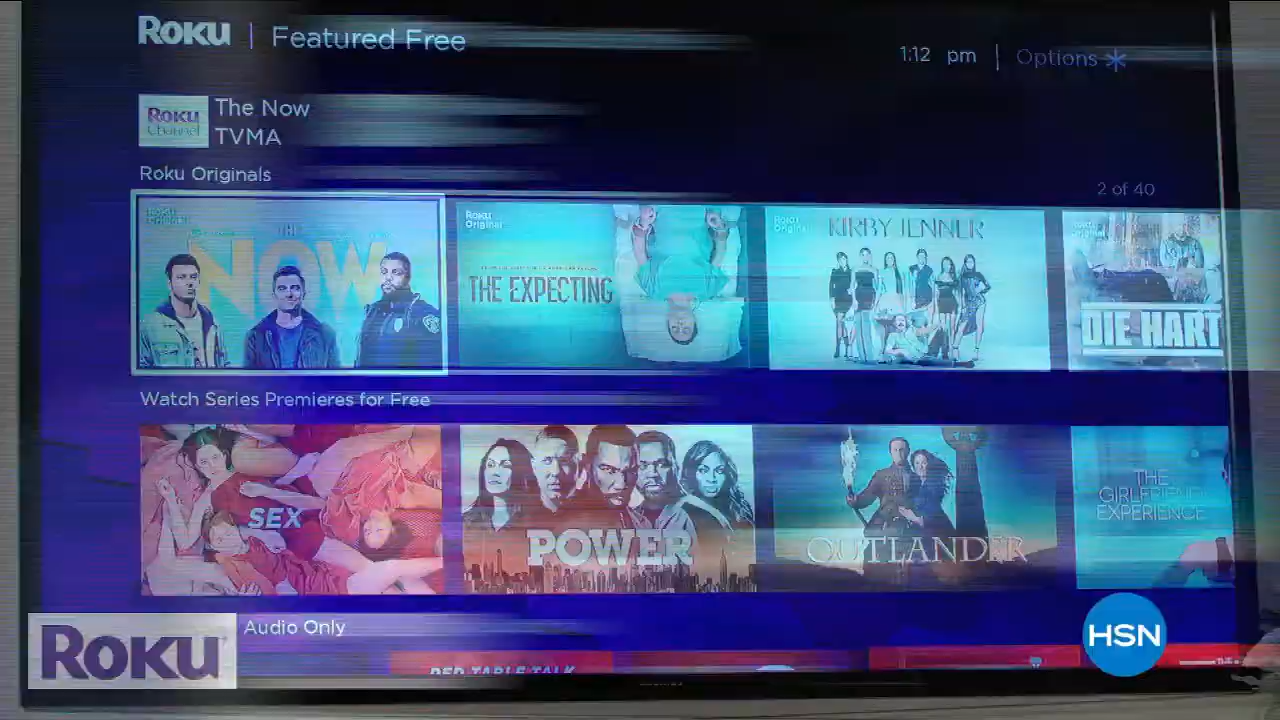 Roku | Featured Free
1:12 pm | Options *
Roku
Channel
The Now
TVMA
Roku Originals
2 of 40
Roku
Original
THE
NOW
Roku
Original
THE EXPECTING
Roku
Original
KIRBY JENNER
Roku
Original
DIE HART
Watch Series Premieres for Free
SEX
POWER
OUTLANDER
THE
GIRLFRIEND
EXPERIENCE
Audio Only
RED TABLE TALK
Roku
HSN